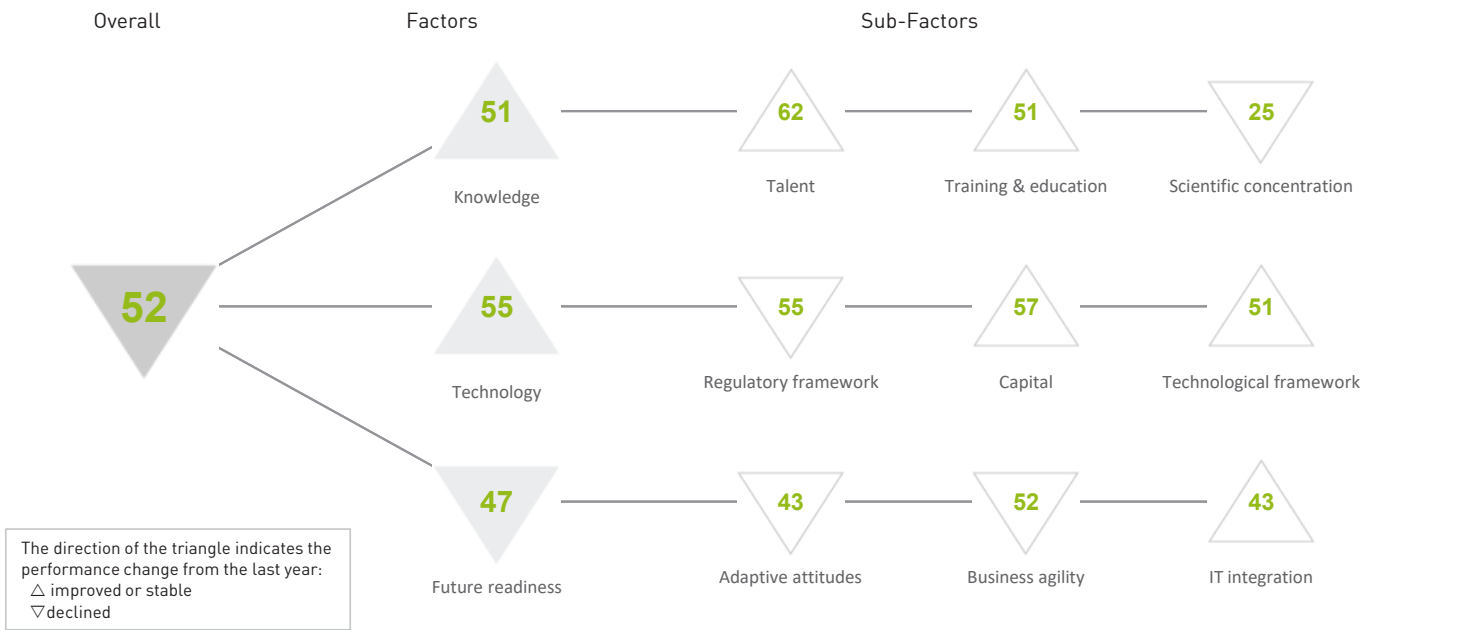 Overall
Factors
Sub-Factors
51
62
51
25
Knowledge
Talent
Training & education
Scientific concentration
52
55
55
57
51
Technology
Regulatory framework
Capital
Technological framework
47
43
52
43
Future readiness
Adaptive attitudes
Business agility
IT integration
The direction of the triangle indicates the
performance change from the last year:
△ improved or stable
▽ declined